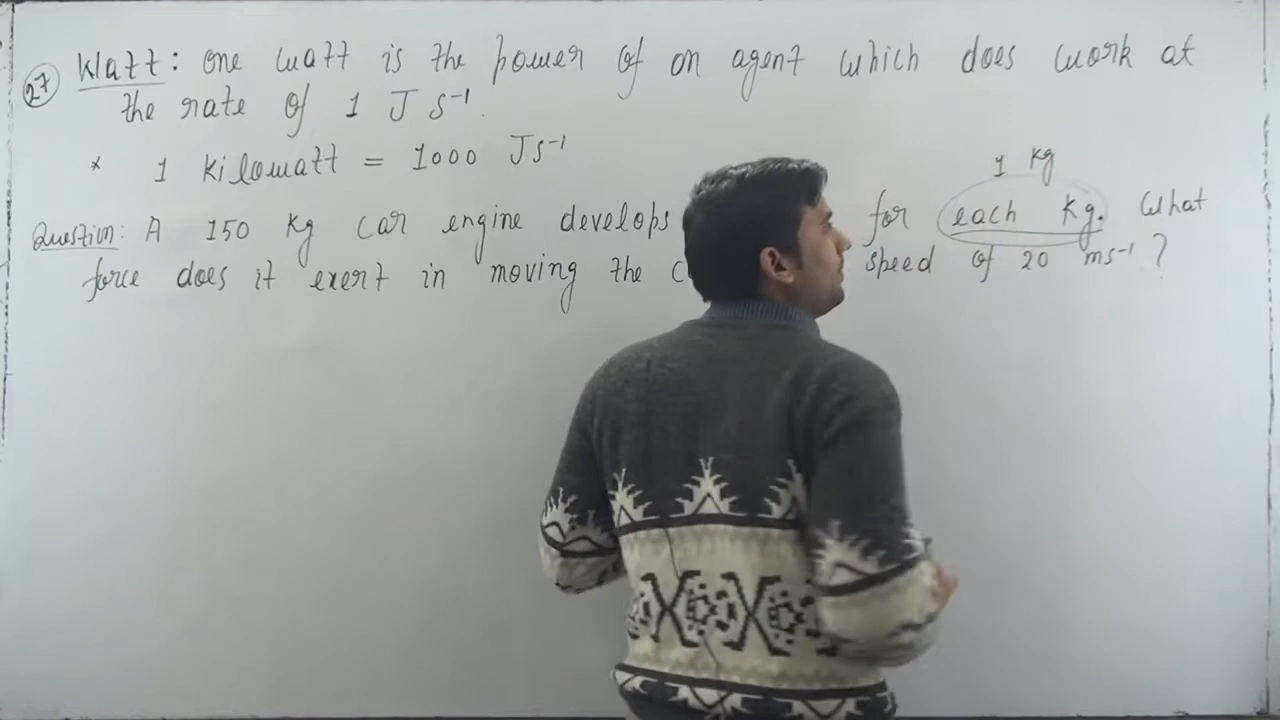 27 Watt: one watt is the power of on agent which does work at
the rate of 1 J s⁻¹.
* 1 kilowatt = 1000 Js⁻¹
1 Kg
Question: A 150 Kg car engine develops for each Kg. What
force does it exert in moving the speed of 20 ms⁻¹ ?